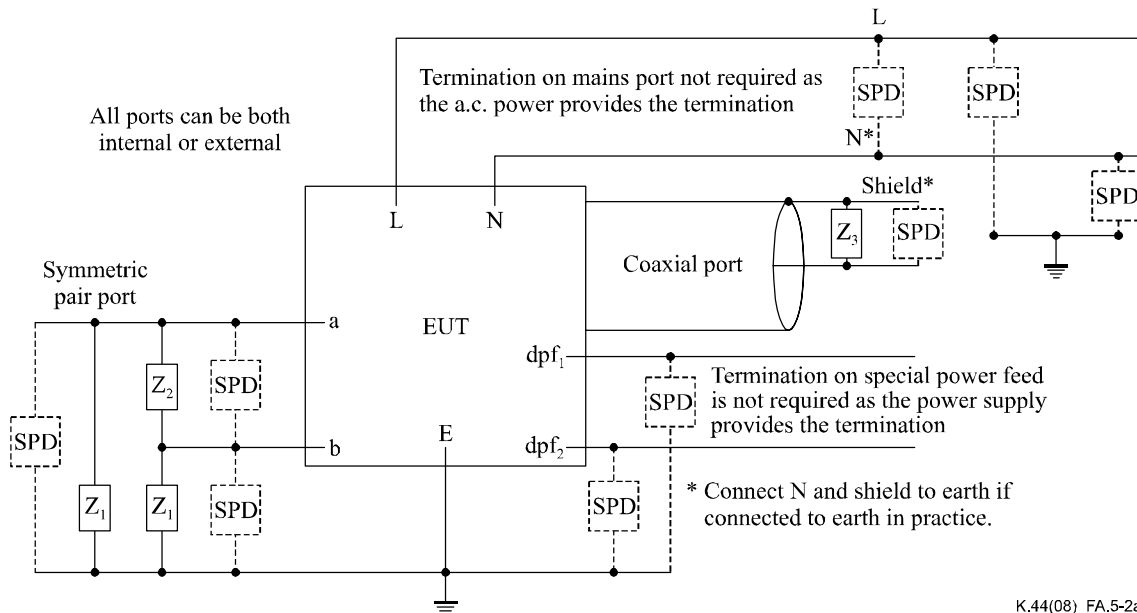 L
Termination on mains port not required as
the a.c. power provides the termination
SPD
SPD
All ports can be both
internal or external
N*
SPD
Shield*
L
N
Z3
SPD
Coaxial port
Symmetric
pair port
a
EUT
dpf1
Z2
SPD
SPD
Termination on special power feed
is not required as the power supply
provides the termination
SPD
b
E
dpf2
Z1
Z1
SPD
SPD
* Connect N and shield to earth if
connected to earth in practice.
K.44(08)_FA.5-2a